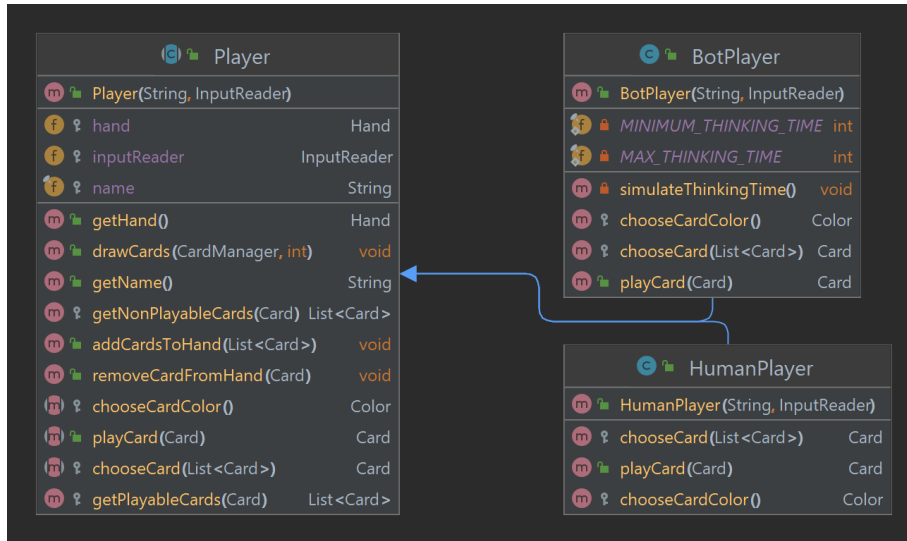 Player
Player(String, InputReader)
hand Hand
inputReader InputReader
name String
getHand() Hand
drawCards(CardManager, int) void
getName() String
getNonPlayableCards(Card) List<Card>
addCardsToHand(List<Card>) void
removeCardFromHand(Card) void
chooseCardColor() Color
playCard(Card) Card
chooseCard(List<Card>) Card
getPlayableCards(Card) List<Card>
BotPlayer
BotPlayer(String, InputReader)
MINIMUM_THINKING_TIME int
MAX_THINKING_TIME int
simulateThinkingTime() void
chooseCardColor() Color
chooseCard(List<Card>) Card
playCard(Card) Card
HumanPlayer
HumanPlayer(String, InputReader)
chooseCard(List<Card>) Card
playCard(Card) Card
chooseCardColor() Color